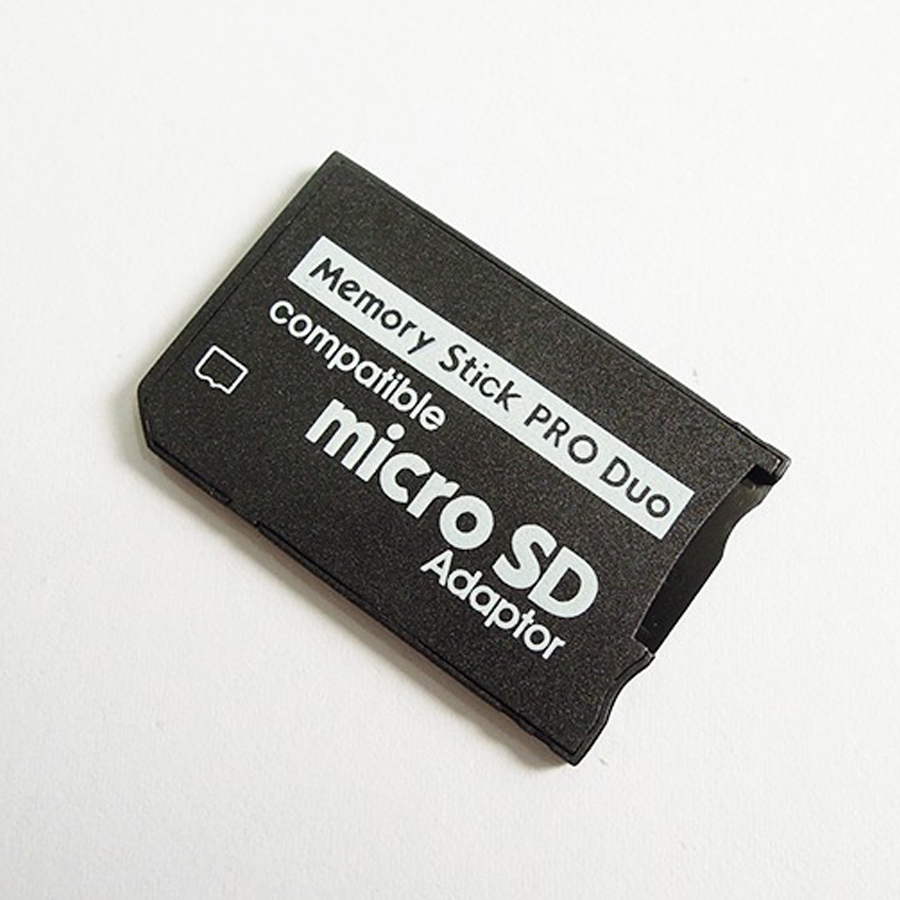 Memory Stick PRO Duo
compatible
micro SD
Adaptor